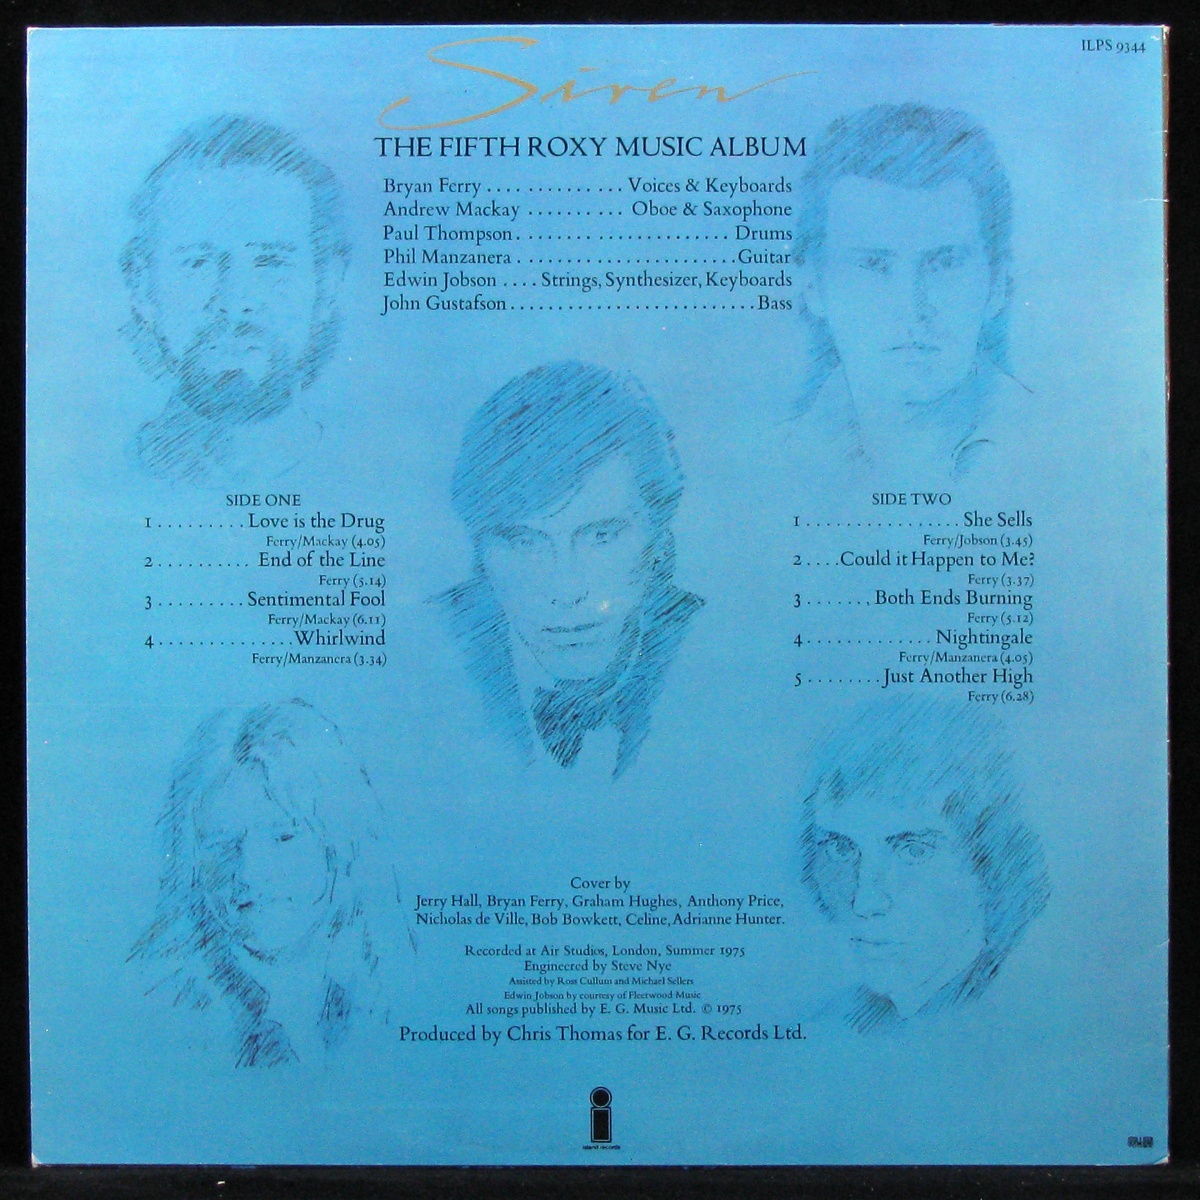 ILPS 9344
Siren
THE FIFTH ROXY MUSIC ALBUM
Bryan Ferry .............. Voices & Keyboards
Andrew Mackay .......... Oboe & Saxophone
Paul Thompson ...................... Drums
Phil Manzanera ...................... Guitar
Edwin Jobson .... Strings, Synthesizer, Keyboards
John Gustafson ........................ Bass
SIDE ONE
1 ......... Love is the Drug
Ferry/Mackay (4.05)
2 .......... End of the Line
Ferry (5.14)
3 ......... Sentimental Fool
Ferry/Mackay (6.11)
4 .............. Whirlwind
Ferry/Manzanera (3.34)
SIDE TWO
1 ................ She Sells
Ferry/Jobson (3.45)
2 .... Could it Happen to Me?
Ferry (3.37)
3 ....... Both Ends Burning
Ferry (5.12)
4 ............. Nightingale
Ferry/Manzanera (4.05)
5 ........ Just Another High
Ferry (6.28)
Cover by
Jerry Hall, Bryan Ferry, Graham Hughes, Anthony Price,
Nicholas de Ville, Bob Bowkett, Celine, Adrianne Hunter.
Recorded at Air Studios, London, Summer 1975
Engineered by Steve Nye
Assisted by Ross Cullum and Michael Sellers
Edwin Jobson by courtesy of Fleetwood Music
All songs published by E. G. Music Ltd. © 1975
Produced by Chris Thomas for E. G. Records Ltd.
island records